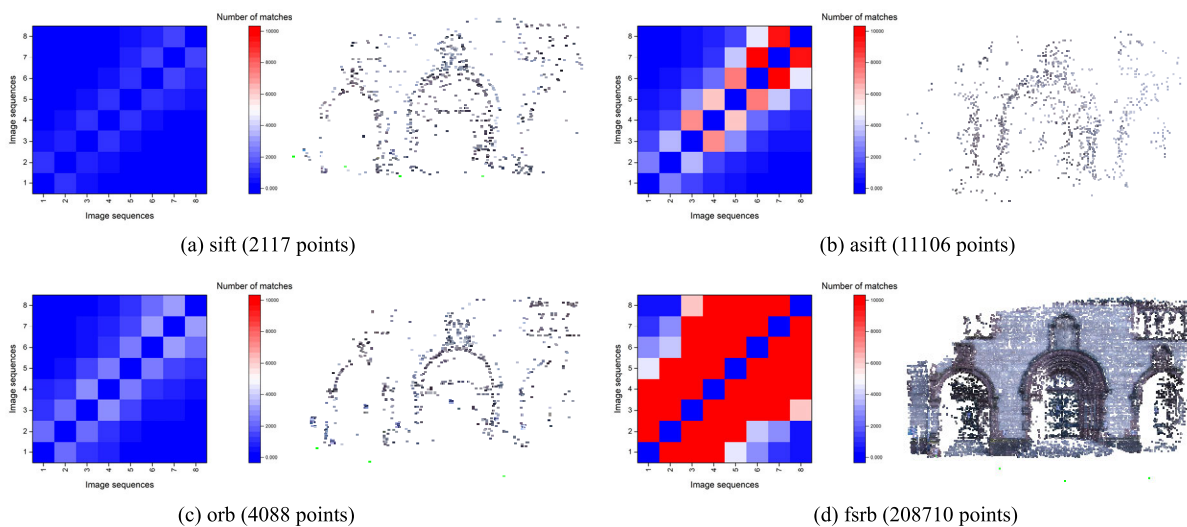 Number of matches
8
7
6
5
4
3
2
1
Image sequences
1 2 3 4 5 6 7 8
Image sequences
10000
8000
6000
4000
2000
0.000
(a) sift (2117 points)
Number of matches
8
7
6
5
4
3
2
1
Image sequences
1 2 3 4 5 6 7 8
Image sequences
10000
8000
6000
4000
2000
0.000
(b) asift (11106 points)
Number of matches
8
7
6
5
4
3
2
1
Image sequences
1 2 3 4 5 6 7 8
Image sequences
10000
8000
6000
4000
2000
0.000
(c) orb (4088 points)
Number of matches
8
7
6
5
4
3
2
1
Image sequences
1 2 3 4 5 6 7 8
Image sequences
10000
8000
6000
4000
2000
0.000
(d) fsrb (208710 points)